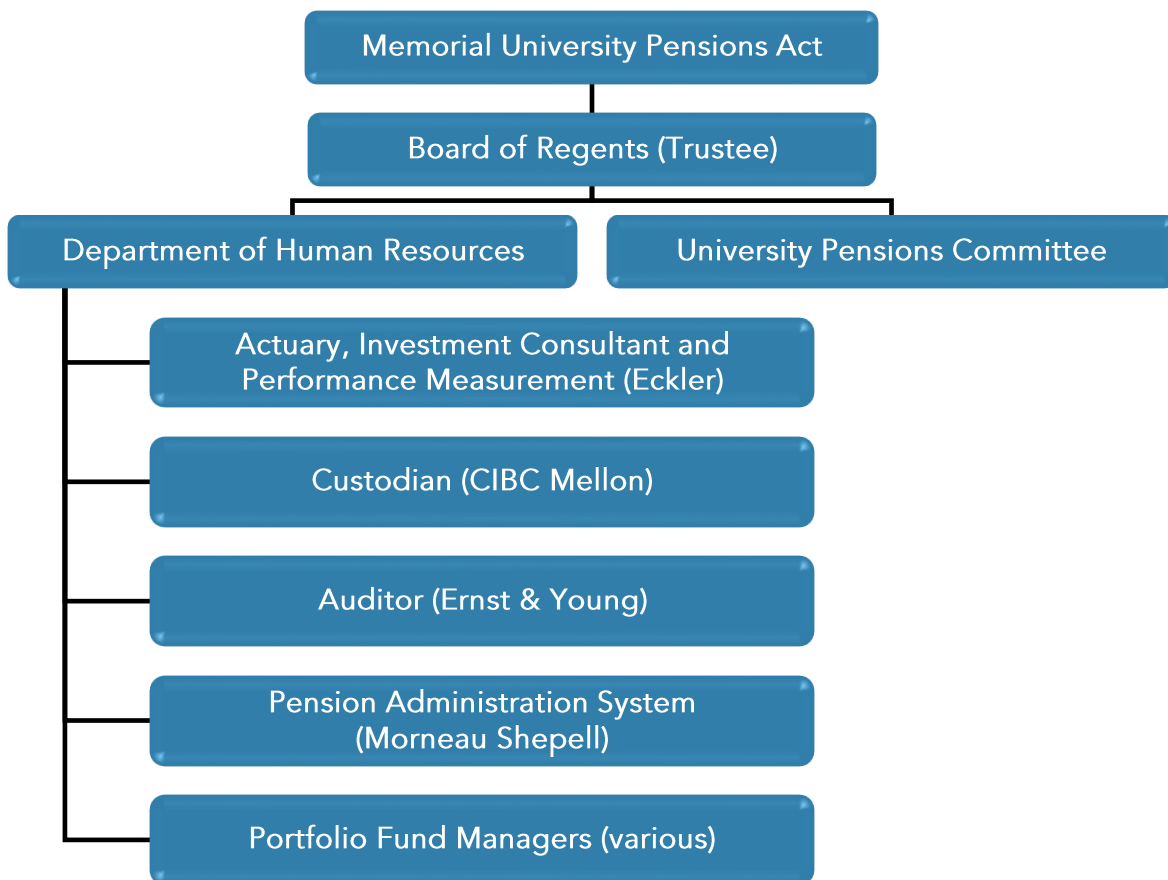 Memorial University Pensions Act
Board of Regents (Trustee)
Department of Human Resources
University Pensions Committee
Actuary, Investment Consultant and
Performance Measurement (Eckler)
Custodian (CIBC Mellon)
Auditor (Ernst & Young)
Pension Administration System
(Morneau Shepell)
Portfolio Fund Managers (various)